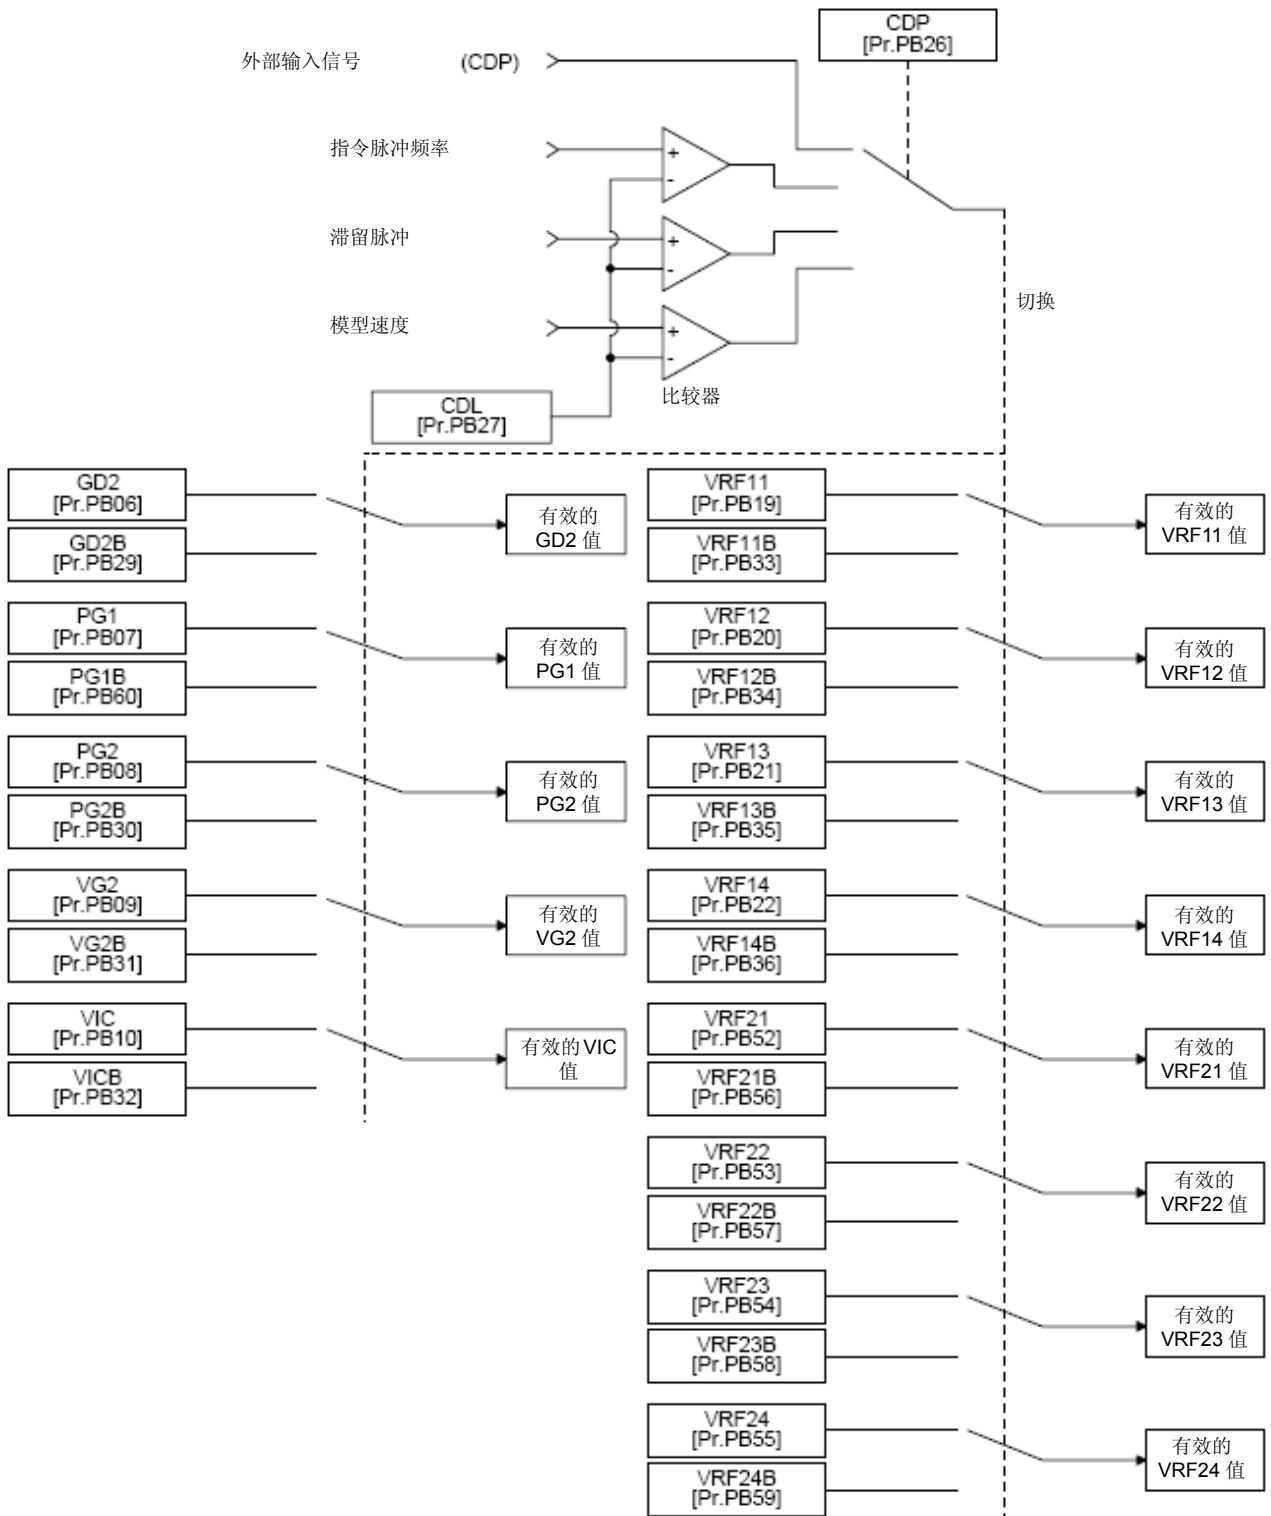 CDP
[Pr.PB26]
外部输入信号 (CDP)
指令脉冲频率
+
-
滞留脉冲
+
-
切换
模型速度
+
-
比较器
CDL
[Pr.PB27]
GD2
[Pr.PB06]
GD2B
[Pr.PB29]
有效的
GD2 值
VRF11
[Pr.PB19]
VRF11B
[Pr.PB33]
有效的
VRF11 值
PG1
[Pr.PB07]
PG1B
[Pr.PB60]
有效的
PG1 值
VRF12
[Pr.PB20]
VRF12B
[Pr.PB34]
有效的
VRF12 值
PG2
[Pr.PB08]
PG2B
[Pr.PB30]
有效的
PG2 值
VRF13
[Pr.PB21]
VRF13B
[Pr.PB35]
有效的
VRF13 值
VG2
[Pr.PB09]
VG2B
[Pr.PB31]
有效的
VG2 值
VRF14
[Pr.PB22]
VRF14B
[Pr.PB36]
有效的
VRF14 值
VIC
[Pr.PB10]
VICB
[Pr.PB32]
有效的 VIC
值
VRF21
[Pr.PB52]
VRF21B
[Pr.PB56]
有效的
VRF21 值
VRF22
[Pr.PB53]
VRF22B
[Pr.PB57]
有效的
VRF22 值
VRF23
[Pr.PB54]
VRF23B
[Pr.PB58]
有效的
VRF23 值
VRF24
[Pr.PB55]
VRF24B
[Pr.PB59]
有效的
VRF24 值